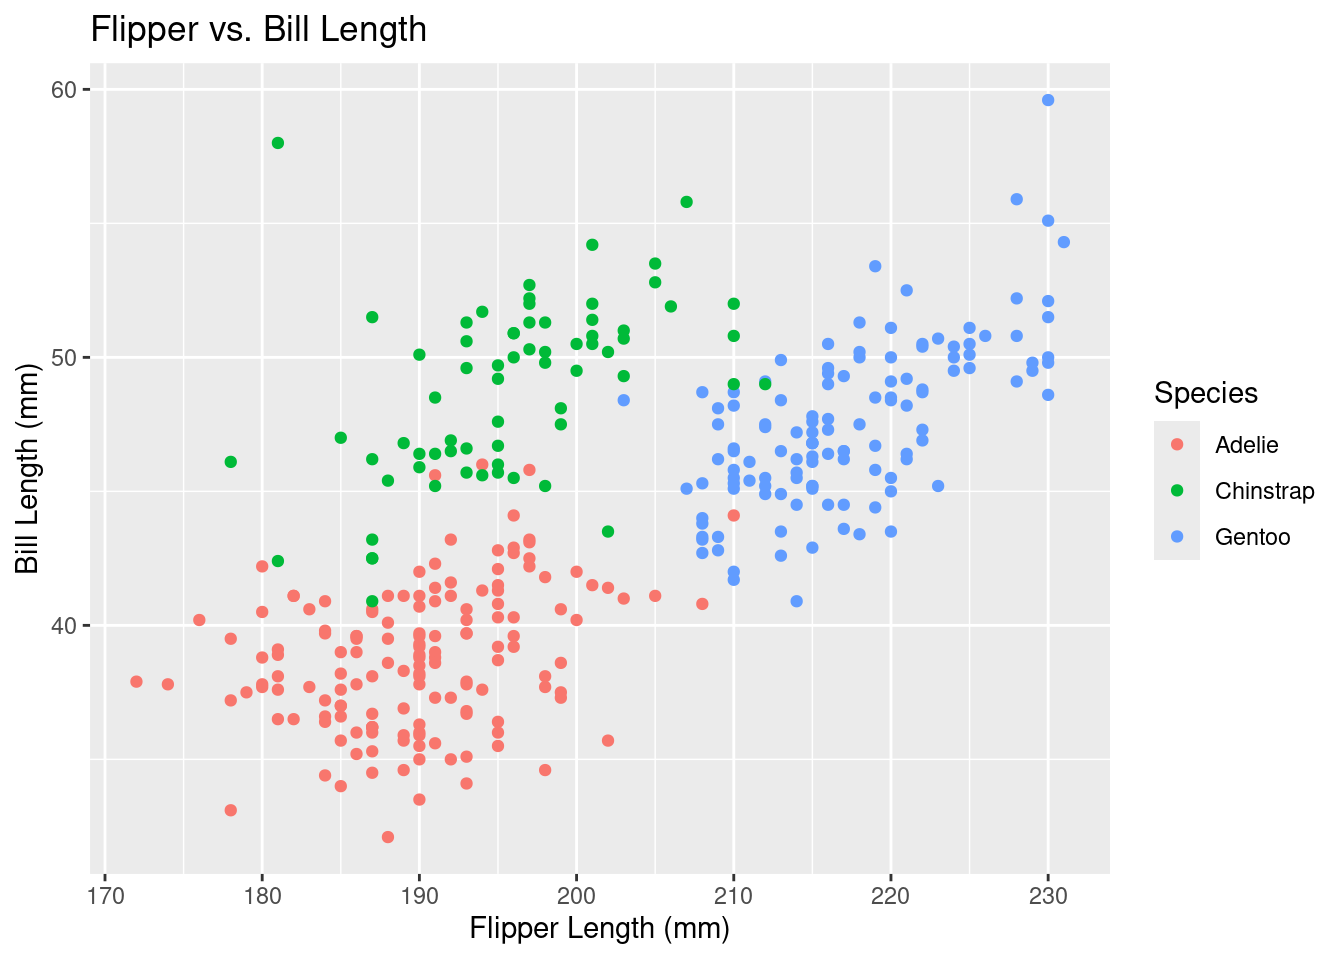 Flipper vs. Bill Length
60
50
40
Bill Length (mm)
170 180 190 200 210 220 230
Flipper Length (mm)
Species
Adelie
Chinstrap
Gentoo